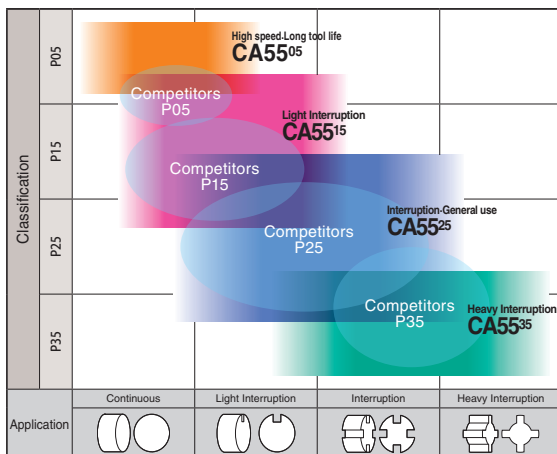 Classification
P05
P15
P25
P35
High speed·Long tool life
CA5505
Competitors
P05
Light Interruption
CA5515
Competitors
P15
Interruption·General use
CA5525
Competitors
P25
Competitors
P35
Heavy Interruption
CA5535
Application
Continuous
Light Interruption
Interruption
Heavy Interruption